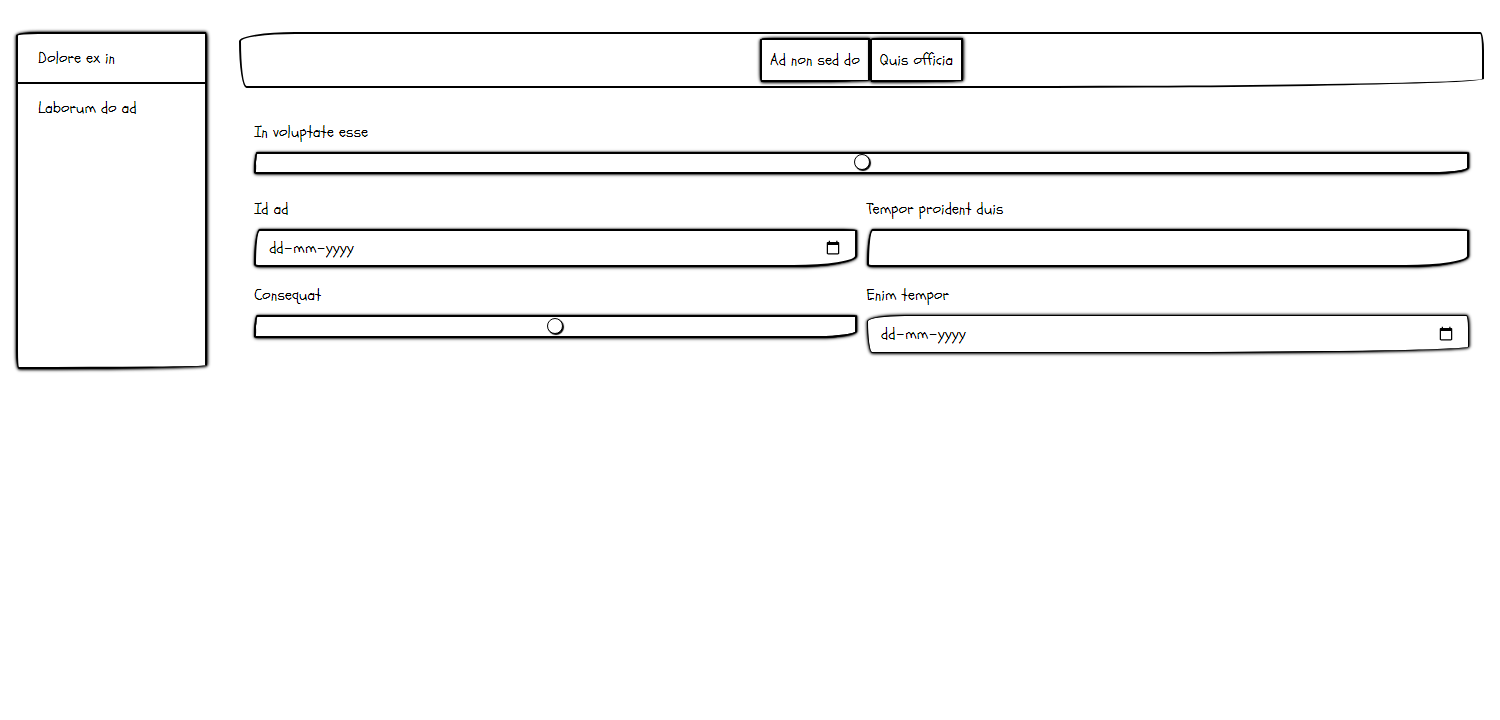 Dolore ex in
Laborum do ad
Ad non sed do
Quis officia
In voluptate esse
Id ad
Tempor proident duis
dd-mm-yyyy
Consequat
Enim tempor
dd-mm-yyyy